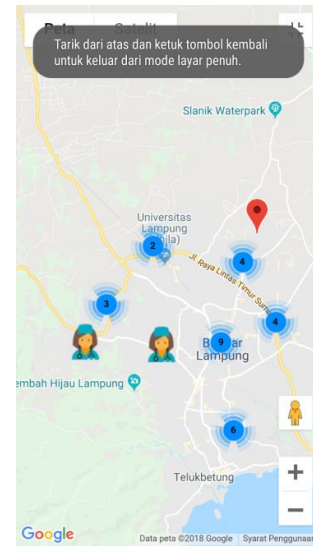 Peta
Satelit
Tarik dari atas dan ketuk tombol kembali
untuk keluar dari mode layar penuh.
Slanik Waterpark
Universitas
Lampung
(Unila)
2
4
Jl. Raya Lintas Timur Sum
3
4
9
Lampung
embah Hijau Lampung
6
Telukbetung
Google
Data peta ©2018 Google
Syarat Penggunaan